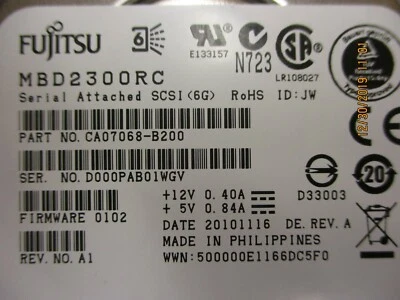 FUJITSU
E133157
N723
LR108027
MBD2300RC
Serial Attached SCSI(6G) RoHS ID:JW
PART NO. CA07068-B200
SER. NO. D000PAB01WGV
+12V 0.40A
+ 5V 0.84A
D33003
20
FIRMWARE 0102
DATE 20101116 DE. REV. A
MADE IN PHILIPPINES
REV. NO. A1
WWN:500000E1166DC5F0